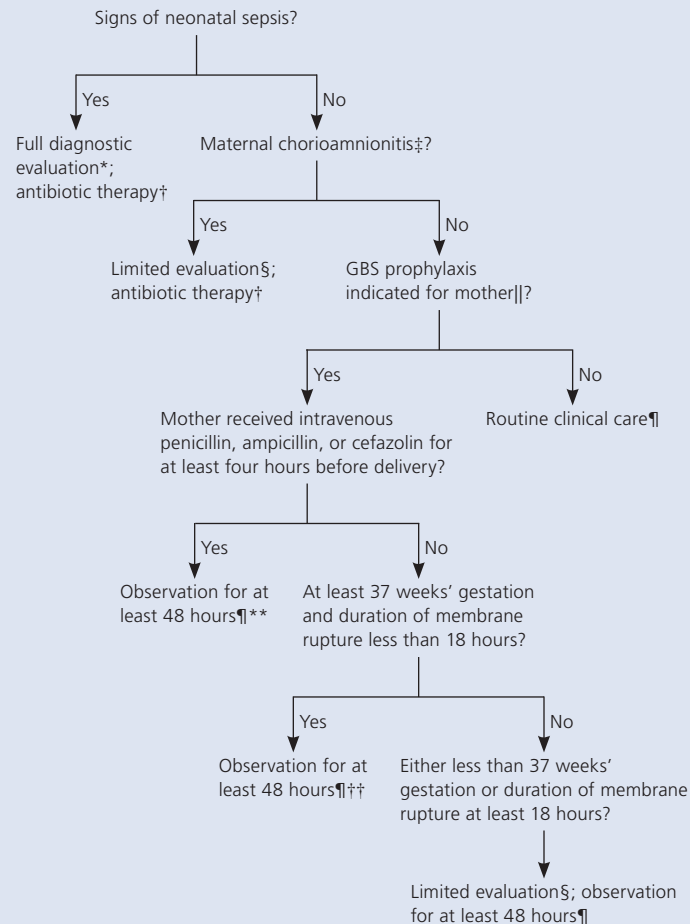 Signs of neonatal sepsis?
Yes
No
Full diagnostic
evaluation*;
antibiotic therapy†
Maternal chorioamnionitis‡?
Yes
No
Limited evaluation§;
antibiotic therapy†
GBS prophylaxis
indicated for mother||?
Yes
No
Mother received intravenous
penicillin, ampicillin, or cefazolin for
at least four hours before delivery?
Routine clinical care¶
Yes
No
Observation for at
least 48 hours¶**
At least 37 weeks’ gestation
and duration of membrane
rupture less than 18 hours?
Yes
No
Observation for at
least 48 hours¶††
Either less than 37 weeks’
gestation or duration of membrane
rupture at least 18 hours?
Limited evaluation§; observation
for at least 48 hours¶